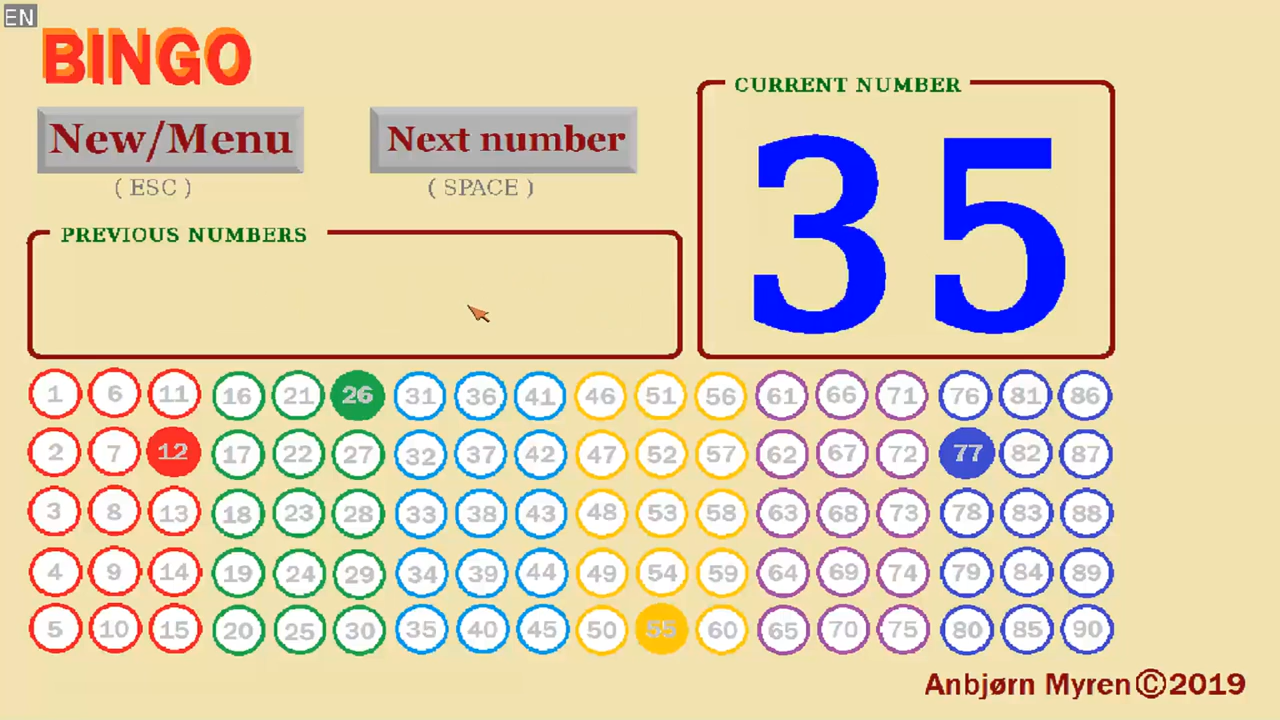 EN
BINGO
New/Menu
( ESC )
Next number
( SPACE )
CURRENT NUMBER
35
PREVIOUS NUMBERS
1 6 11 16 21 26 31 36 41 46 51 56 61 66 71 76 81 86
2 7 12 17 22 27 32 37 42 47 52 57 62 67 72 77 82 87
3 8 13 18 23 28 33 38 43 48 53 58 63 68 73 78 83 88
4 9 14 19 24 29 34 39 44 49 54 59 64 69 74 79 84 89
5 10 15 20 25 30 35 40 45 50 55 60 65 70 75 80 85 90
Anbjørn Myren©2019